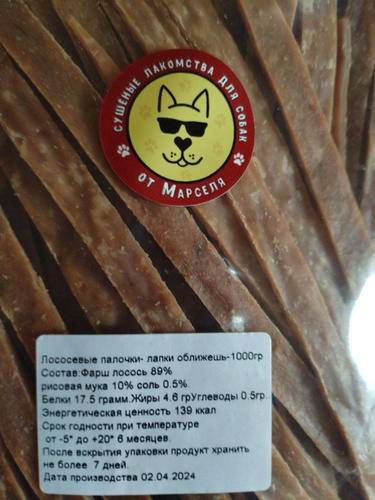 СУШЕНЫЕ ЛАКОМСТВА ДЛЯ СОБАК
ОТ МАРСЕЛЯ
Лососевые палочки- лапки оближешь-1000гр
Состав:Фарш лосось 89%
рисовая мука 10% соль 0.5%.
Белки 17.5 грамм.Жиры 4.6 грУглеводы 0.5гр.
Энергетическая ценность 139 ккал
Срок годности при температуре
от -5* до +20* 6 месяцев.
После вскрытия упаковки продукт хранить
не более 7 дней.
Дата производства 02.04.2024